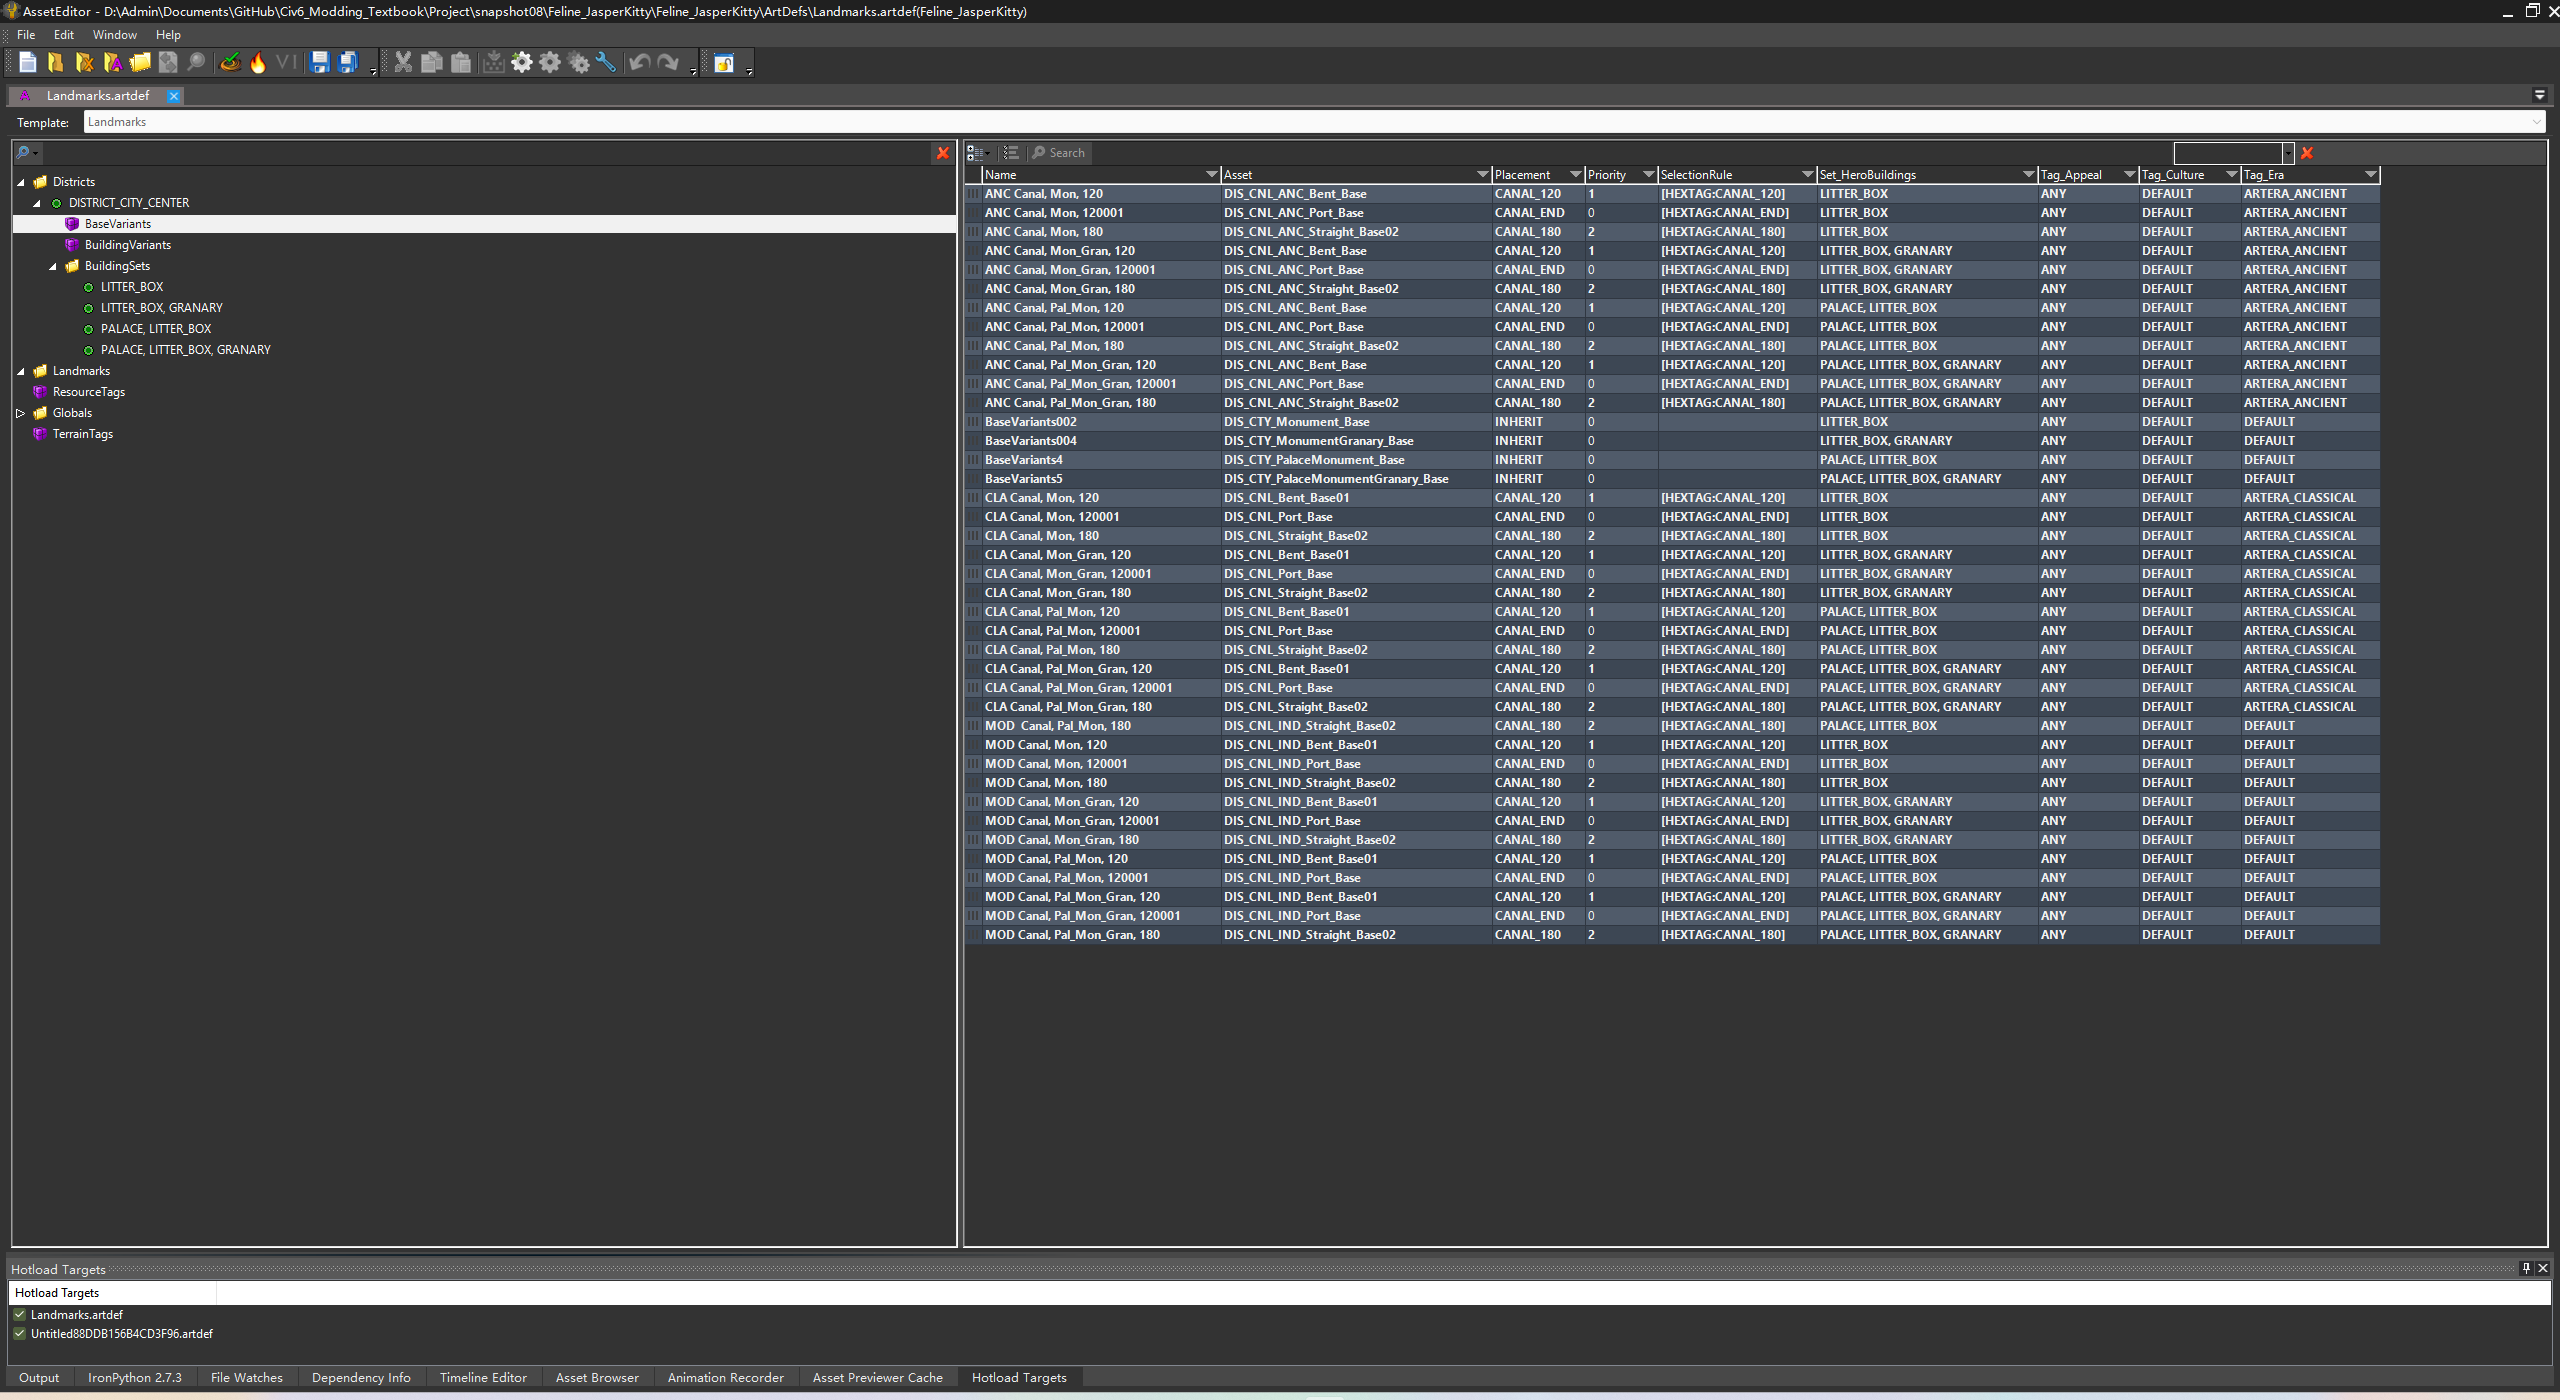 AssetEditor - D:\Admin\Documents\GitHub\Civ6_Modding_Textbook\Project\snapshot08\Feline_JasperKitty\Feline_JasperKitty\ArtDefs\Landmarks.artdef(Feline_JasperKitty)
File Edit Window Help
Landmarks.artdef
Template: Landmarks
Search
Districts
DISTRICT_CITY_CENTER
BaseVariants
BuildingVariants
BuildingSets
LITTER_BOX
LITTER_BOX, GRANARY
PALACE, LITTER_BOX
PALACE, LITTER_BOX, GRANARY
Landmarks
ResourceTags
Globals
TerrainTags
Name Asset Placement Priority SelectionRule Set_HeroBuildings Tag_Appeal Tag_Culture Tag_Era
ANC Canal, Mon, 120 DIS_CNL_ANC_Bent_Base CANAL_120 1 [HEXTAG:CANAL_120] LITTER_BOX ANY DEFAULT ARTERA_ANCIENT
ANC Canal, Mon, 120001 DIS_CNL_ANC_Port_Base CANAL_END 0 [HEXTAG:CANAL_END] LITTER_BOX ANY DEFAULT ARTERA_ANCIENT
ANC Canal, Mon, 180 DIS_CNL_ANC_Straight_Base02 CANAL_180 2 [HEXTAG:CANAL_180] LITTER_BOX ANY DEFAULT ARTERA_ANCIENT
ANC Canal, Mon_Gran, 120 DIS_CNL_ANC_Bent_Base CANAL_120 1 [HEXTAG:CANAL_120] LITTER_BOX, GRANARY ANY DEFAULT ARTERA_ANCIENT
ANC Canal, Mon_Gran, 120001 DIS_CNL_ANC_Port_Base CANAL_END 0 [HEXTAG:CANAL_END] LITTER_BOX, GRANARY ANY DEFAULT ARTERA_ANCIENT
ANC Canal, Mon_Gran, 180 DIS_CNL_ANC_Straight_Base02 CANAL_180 2 [HEXTAG:CANAL_180] LITTER_BOX, GRANARY ANY DEFAULT ARTERA_ANCIENT
ANC Canal, Pal_Mon, 120 DIS_CNL_ANC_Bent_Base CANAL_120 1 [HEXTAG:CANAL_120] PALACE, LITTER_BOX ANY DEFAULT ARTERA_ANCIENT
ANC Canal, Pal_Mon, 120001 DIS_CNL_ANC_Port_Base CANAL_END 0 [HEXTAG:CANAL_END] PALACE, LITTER_BOX ANY DEFAULT ARTERA_ANCIENT
ANC Canal, Pal_Mon, 180 DIS_CNL_ANC_Straight_Base02 CANAL_180 2 [HEXTAG:CANAL_180] PALACE, LITTER_BOX ANY DEFAULT ARTERA_ANCIENT
ANC Canal, Pal_Mon_Gran, 120 DIS_CNL_ANC_Bent_Base CANAL_120 1 [HEXTAG:CANAL_120] PALACE, LITTER_BOX, GRANARY ANY DEFAULT ARTERA_ANCIENT
ANC Canal, Pal_Mon_Gran, 120001 DIS_CNL_ANC_Port_Base CANAL_END 0 [HEXTAG:CANAL_END] PALACE, LITTER_BOX, GRANARY ANY DEFAULT ARTERA_ANCIENT
ANC Canal, Pal_Mon_Gran, 180 DIS_CNL_ANC_Straight_Base02 CANAL_180 2 [HEXTAG:CANAL_180] PALACE, LITTER_BOX, GRANARY ANY DEFAULT ARTERA_ANCIENT
BaseVariants002 DIS_CTY_Monument_Base INHERIT 0 LITTER_BOX ANY DEFAULT DEFAULT
BaseVariants004 DIS_CTY_MonumentGranary_Base INHERIT 0 LITTER_BOX, GRANARY ANY DEFAULT DEFAULT
BaseVariants4 DIS_CTY_PalaceMonument_Base INHERIT 0 PALACE, LITTER_BOX ANY DEFAULT DEFAULT
BaseVariants5 DIS_CTY_PalaceMonumentGranary_Base INHERIT 0 PALACE, LITTER_BOX, GRANARY ANY DEFAULT DEFAULT
CLA Canal, Mon, 120 DIS_CNL_Bent_Base01 CANAL_120 1 [HEXTAG:CANAL_120] LITTER_BOX ANY DEFAULT ARTERA_CLASSICAL
CLA Canal, Mon, 120001 DIS_CNL_Port_Base CANAL_END 0 [HEXTAG:CANAL_END] LITTER_BOX ANY DEFAULT ARTERA_CLASSICAL
CLA Canal, Mon, 180 DIS_CNL_Straight_Base02 CANAL_180 2 [HEXTAG:CANAL_180] LITTER_BOX ANY DEFAULT ARTERA_CLASSICAL
CLA Canal, Mon_Gran, 120 DIS_CNL_Bent_Base01 CANAL_120 1 [HEXTAG:CANAL_120] LITTER_BOX, GRANARY ANY DEFAULT ARTERA_CLASSICAL
CLA Canal, Mon_Gran, 120001 DIS_CNL_Port_Base CANAL_END 0 [HEXTAG:CANAL_END] LITTER_BOX, GRANARY ANY DEFAULT ARTERA_CLASSICAL
CLA Canal, Mon_Gran, 180 DIS_CNL_Straight_Base02 CANAL_180 2 [HEXTAG:CANAL_180] LITTER_BOX, GRANARY ANY DEFAULT ARTERA_CLASSICAL
CLA Canal, Pal_Mon, 120 DIS_CNL_Bent_Base01 CANAL_120 1 [HEXTAG:CANAL_120] PALACE, LITTER_BOX ANY DEFAULT ARTERA_CLASSICAL
CLA Canal, Pal_Mon, 120001 DIS_CNL_Port_Base CANAL_END 0 [HEXTAG:CANAL_END] PALACE, LITTER_BOX ANY DEFAULT ARTERA_CLASSICAL
CLA Canal, Pal_Mon, 180 DIS_CNL_Straight_Base02 CANAL_180 2 [HEXTAG:CANAL_180] PALACE, LITTER_BOX ANY DEFAULT ARTERA_CLASSICAL
CLA Canal, Pal_Mon_Gran, 120 DIS_CNL_Bent_Base01 CANAL_120 1 [HEXTAG:CANAL_120] PALACE, LITTER_BOX, GRANARY ANY DEFAULT ARTERA_CLASSICAL
CLA Canal, Pal_Mon_Gran, 120001 DIS_CNL_Port_Base CANAL_END 0 [HEXTAG:CANAL_END] PALACE, LITTER_BOX, GRANARY ANY DEFAULT ARTERA_CLASSICAL
CLA Canal, Pal_Mon_Gran, 180 DIS_CNL_Straight_Base02 CANAL_180 2 [HEXTAG:CANAL_180] PALACE, LITTER_BOX, GRANARY ANY DEFAULT ARTERA_CLASSICAL
MOD  Canal, Pal_Mon, 180 DIS_CNL_IND_Straight_Base02 CANAL_180 2 [HEXTAG:CANAL_180] PALACE, LITTER_BOX ANY DEFAULT DEFAULT
MOD Canal, Mon, 120 DIS_CNL_IND_Bent_Base01 CANAL_120 1 [HEXTAG:CANAL_120] LITTER_BOX ANY DEFAULT DEFAULT
MOD Canal, Mon, 120001 DIS_CNL_IND_Port_Base CANAL_END 0 [HEXTAG:CANAL_END] LITTER_BOX ANY DEFAULT DEFAULT
MOD Canal, Mon, 180 DIS_CNL_IND_Straight_Base02 CANAL_180 2 [HEXTAG:CANAL_180] LITTER_BOX ANY DEFAULT DEFAULT
MOD Canal, Mon_Gran, 120 DIS_CNL_IND_Bent_Base01 CANAL_120 1 [HEXTAG:CANAL_120] LITTER_BOX, GRANARY ANY DEFAULT DEFAULT
MOD Canal, Mon_Gran, 120001 DIS_CNL_IND_Port_Base CANAL_END 0 [HEXTAG:CANAL_END] LITTER_BOX, GRANARY ANY DEFAULT DEFAULT
MOD Canal, Mon_Gran, 180 DIS_CNL_IND_Straight_Base02 CANAL_180 2 [HEXTAG:CANAL_180] LITTER_BOX, GRANARY ANY DEFAULT DEFAULT
MOD Canal, Pal_Mon, 120 DIS_CNL_IND_Bent_Base01 CANAL_120 1 [HEXTAG:CANAL_120] PALACE, LITTER_BOX ANY DEFAULT DEFAULT
MOD Canal, Pal_Mon, 120001 DIS_CNL_IND_Port_Base CANAL_END 0 [HEXTAG:CANAL_END] PALACE, LITTER_BOX ANY DEFAULT DEFAULT
MOD Canal, Pal_Mon_Gran, 120 DIS_CNL_IND_Bent_Base01 CANAL_120 1 [HEXTAG:CANAL_120] PALACE, LITTER_BOX, GRANARY ANY DEFAULT DEFAULT
MOD Canal, Pal_Mon_Gran, 120001 DIS_CNL_IND_Port_Base CANAL_END 0 [HEXTAG:CANAL_END] PALACE, LITTER_BOX, GRANARY ANY DEFAULT DEFAULT
MOD Canal, Pal_Mon_Gran, 180 DIS_CNL_IND_Straight_Base02 CANAL_180 2 [HEXTAG:CANAL_180] PALACE, LITTER_BOX, GRANARY ANY DEFAULT DEFAULT
Hotload Targets
Hotload Targets
Landmarks.artdef
Untitled88DDB156B4CD3F96.artdef
Output IronPython 2.7.3 File Watches Dependency Info Timeline Editor Asset Browser Animation Recorder Asset Previewer Cache Hotload Targets